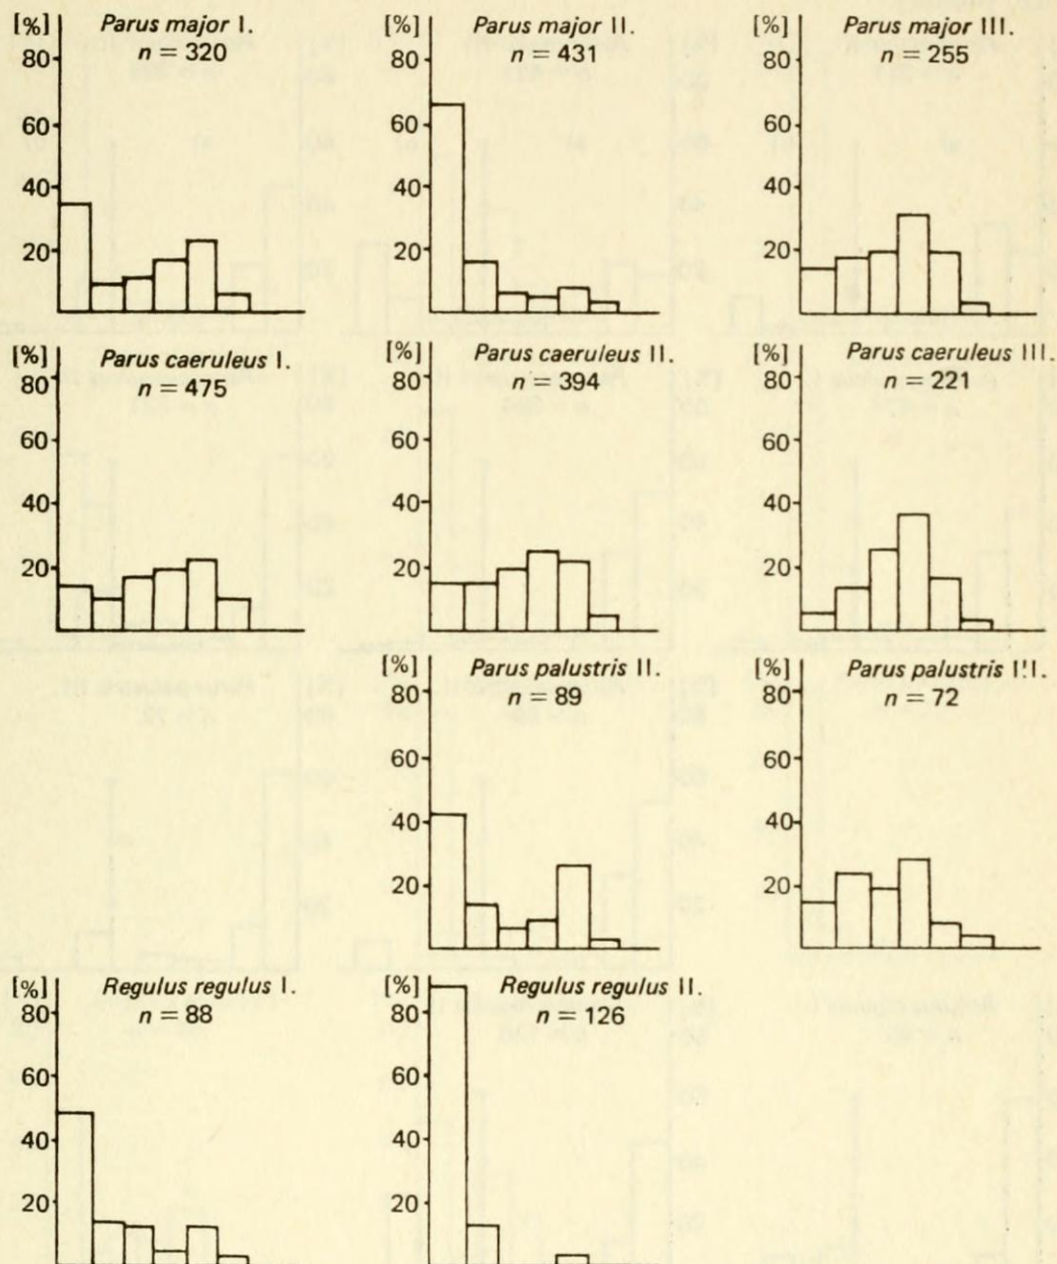 [%]
Parus major I.
n = 320
80
60
40
20
[%]
Parus major II.
n = 431
80
60
40
20
[%]
Parus major III.
n = 255
80
60
40
20
[%]
Parus caeruleus I.
n = 475
80
60
40
20
[%]
Parus caeruleus II.
n = 394
80
60
40
20
[%]
Parus caeruleus III.
n = 221
80
60
40
20
[%]
Parus palustris II.
n = 89
80
60
40
20
[%]
Parus palustris III.
n = 72
80
60
40
20
[%]
Regulus regulus I.
n = 88
80
60
40
20
[%]
Regulus regulus II.
n = 126
80
60
40
20